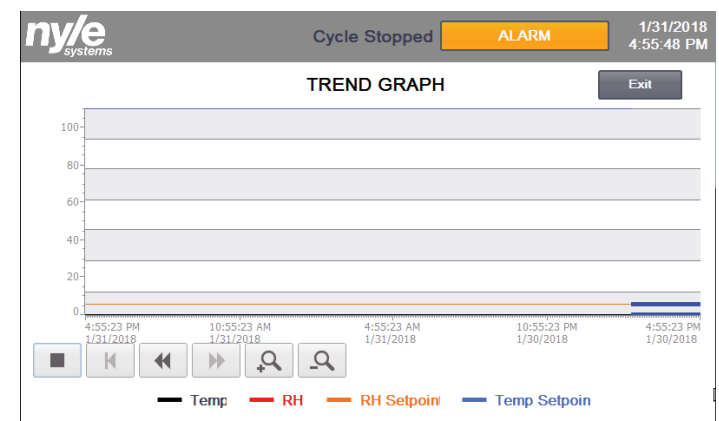 nyle
systems
Cycle Stopped
ALARM
1/31/2018
4:55:48 PM
TREND GRAPH
Exit
100
80
60
40
20
0
4:55:23 PM
1/31/2018
10:55:23 AM
1/31/2018
4:55:23 AM
1/31/2018
10:55:23 PM
1/30/2018
4:55:23 PM
1/30/2018
Temp
RH
RH Setpoint
Temp Setpoin